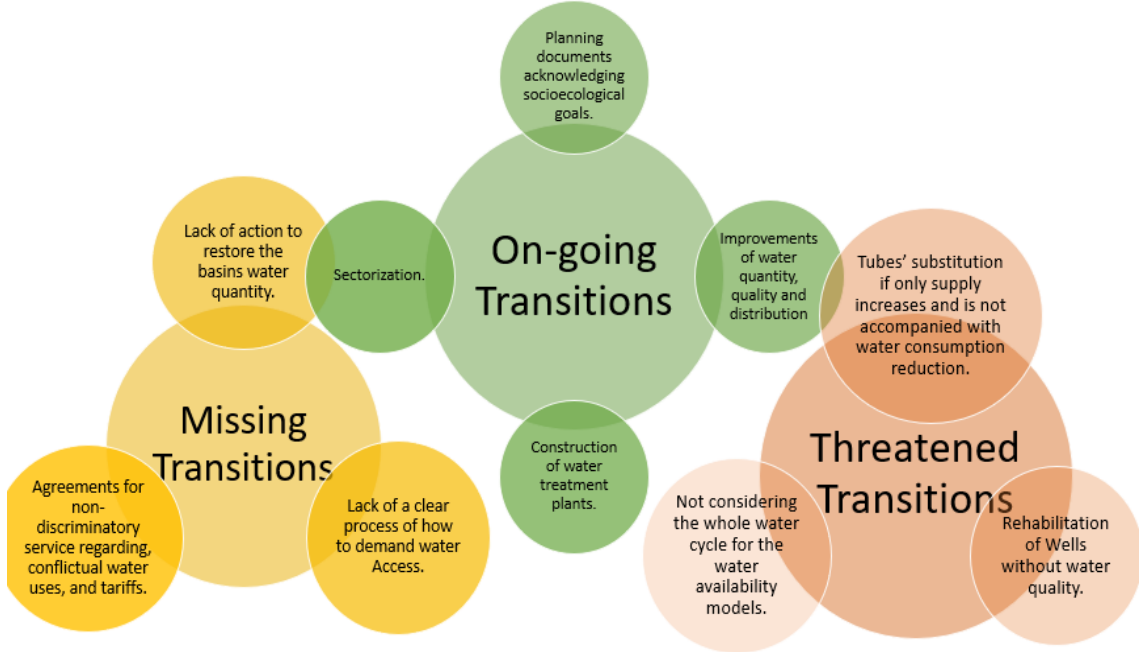 Planning
documents
acknowledging
socioecological
goals.
On-going
Transitions
Sectorization.
Improvements
of water
quantity,
quality and
distribution
Construction
of water
treatment
plants.
Lack of action to
restore the
basins water
quantity.
Missing
Transitions
Agreements for
non-
discriminatory
service regarding,
conflictual water
uses, and tariffs.
Lack of a clear
process of how
to demand water
Access.
Tubes’ substitution
if only supply
increases and is not
accompanied with
water consumption
reduction.
Threatened
Transitions
Not considering
the whole water
cycle for the
water
availability
models.
Rehabilitation
of Wells
without water
quality.